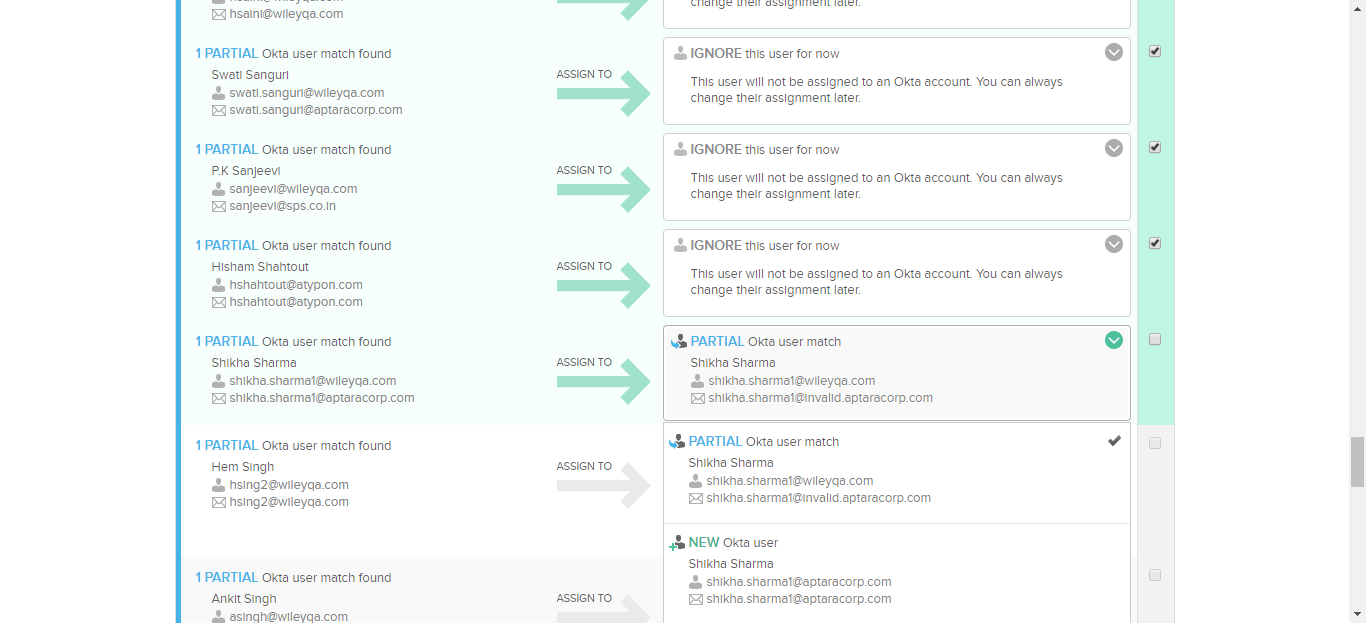 hsaini@wileyqa.com
change their assignment later.
1 PARTIAL Okta user match found
Swati Sanguri
swati.sanguri@wileyqa.com
swati.sanguri@aptaracorp.com
ASSIGN TO
IGNORE this user for now
This user will not be assigned to an Okta account. You can always
change their assignment later.
1 PARTIAL Okta user match found
P.K Sanjeevi
sanjeevi@wileyqa.com
sanjeevi@sps.co.in
ASSIGN TO
IGNORE this user for now
This user will not be assigned to an Okta account. You can always
change their assignment later.
1 PARTIAL Okta user match found
Hisham Shahtout
hshahtout@atypon.com
hshahtout@atypon.com
ASSIGN TO
IGNORE this user for now
This user will not be assigned to an Okta account. You can always
change their assignment later.
1 PARTIAL Okta user match found
Shikha Sharma
shikha.sharma1@wileyqa.com
shikha.sharma1@aptaracorp.com
ASSIGN TO
PARTIAL Okta user match
Shikha Sharma
shikha.sharma1@wileyqa.com
shikha.sharma1@invalid.aptaracorp.com
1 PARTIAL Okta user match found
Hem Singh
hsing2@wileyqa.com
hsing2@wileyqa.com
ASSIGN TO
PARTIAL Okta user match
Shikha Sharma
shikha.sharma1@wileyqa.com
shikha.sharma1@invalid.aptaracorp.com
NEW Okta user
Shikha Sharma
shikha.sharma1@aptaracorp.com
shikha.sharma1@aptaracorp.com
1 PARTIAL Okta user match found
Ankit Singh
asingh@wileyqa.com
ASSIGN TO